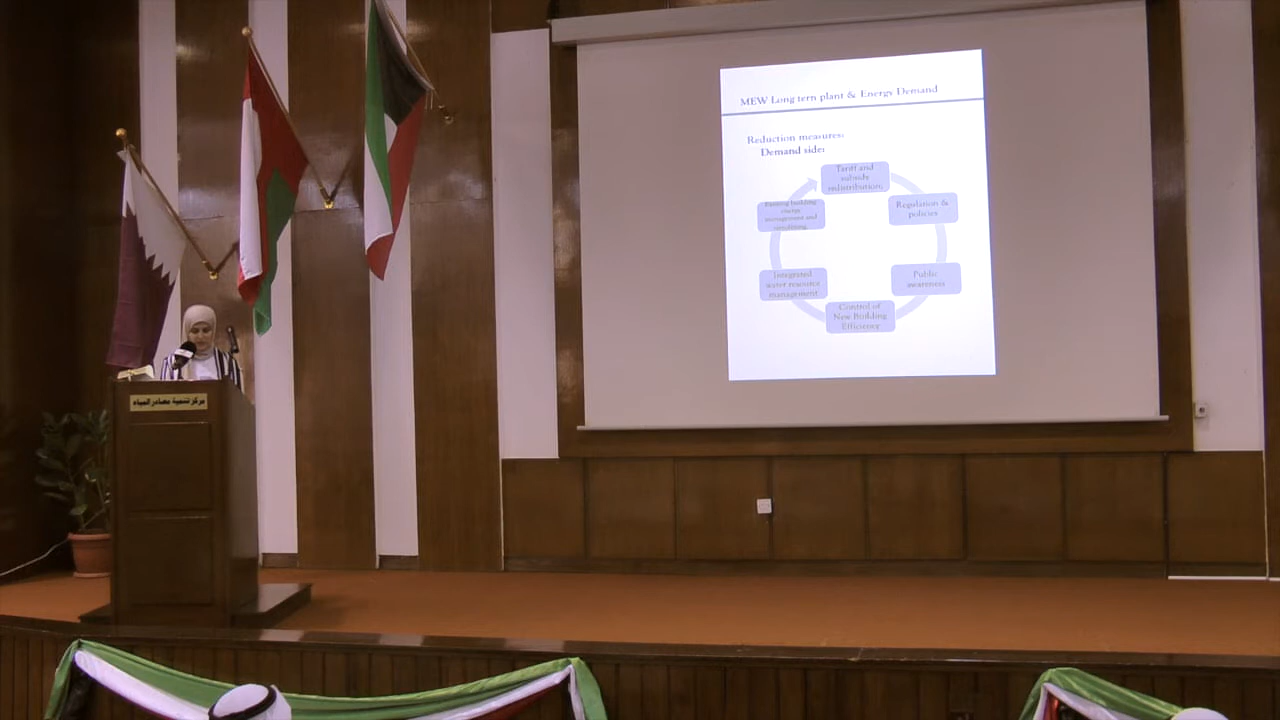 MEW Long tern plant & Energy Demand
Reduction measures:
Demand side:
Tariff and
subsidy
redistribution;
Regulation &
policies
Public
awareness
Control of
New Building
Efficiency
Integrated
water resource
management
Existing building
energy
management and
retrofitting,
مركز تنمية مصادر المياه